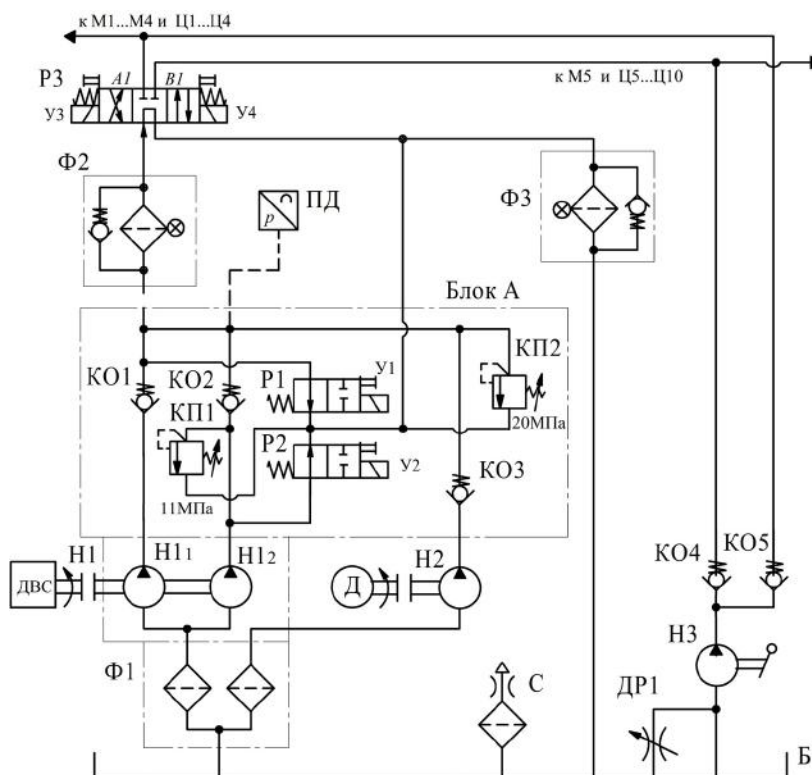 к М1...М4 и Ц1...Ц4
Р3
А1
В1
У3
У4
к М5 и Ц5...Ц10
Ф2
р
ПД
Ф3
Блок А
КО1
КО2
КП1
Р1
У1
КП2
Р2
У2
20МПа
КО3
11МПа
Н1
Н1₁
Н1₂
Н2
КО4
КО5
ДВС
Д
Н3
Ф1
С
ДР1
Б